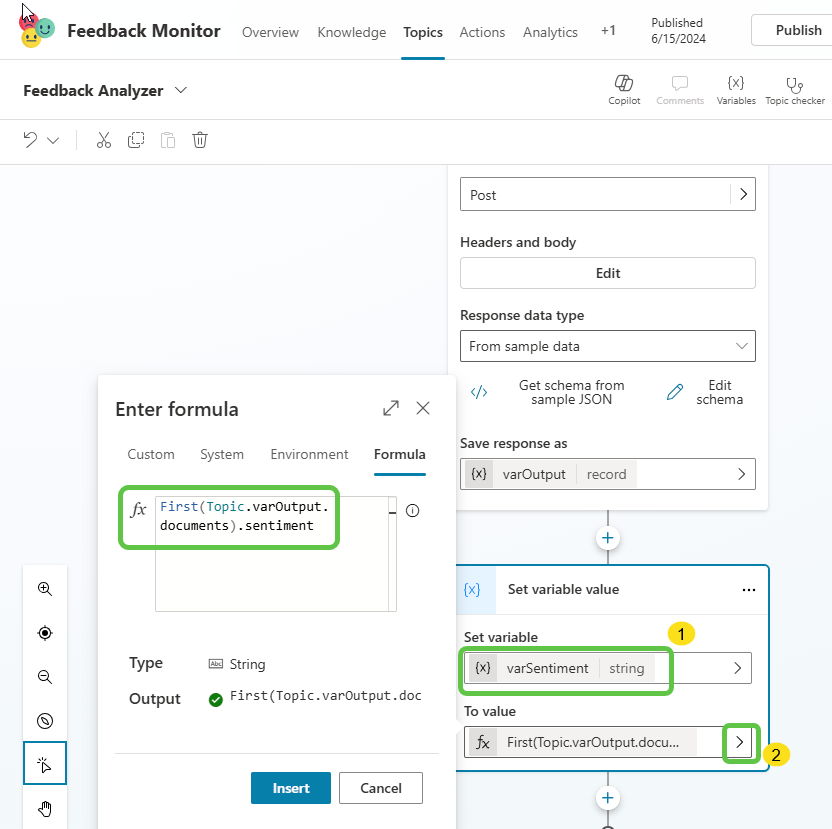 Feedback Monitor
Overview
Knowledge
Topics
Actions
Analytics
+1
Published
6/15/2024
Publish
Feedback Analyzer
Copilot
Comments
{x}
Variables
Topic checker
Post
Headers and body
Edit
Response data type
From sample data
</>
Get schema from
sample JSON
Edit
schema
Save response as
{x} varOutput record
Enter formula
Custom
System
Environment
Formula
fx
First(Topic.varOutput.
documents).sentiment
Type
Abc String
Output
First(Topic.varOutput.doc
Insert
Cancel
{x} Set variable value
Set variable
1
{x} varSentiment string
To value
fx First(Topic.varOutput.docu...
2